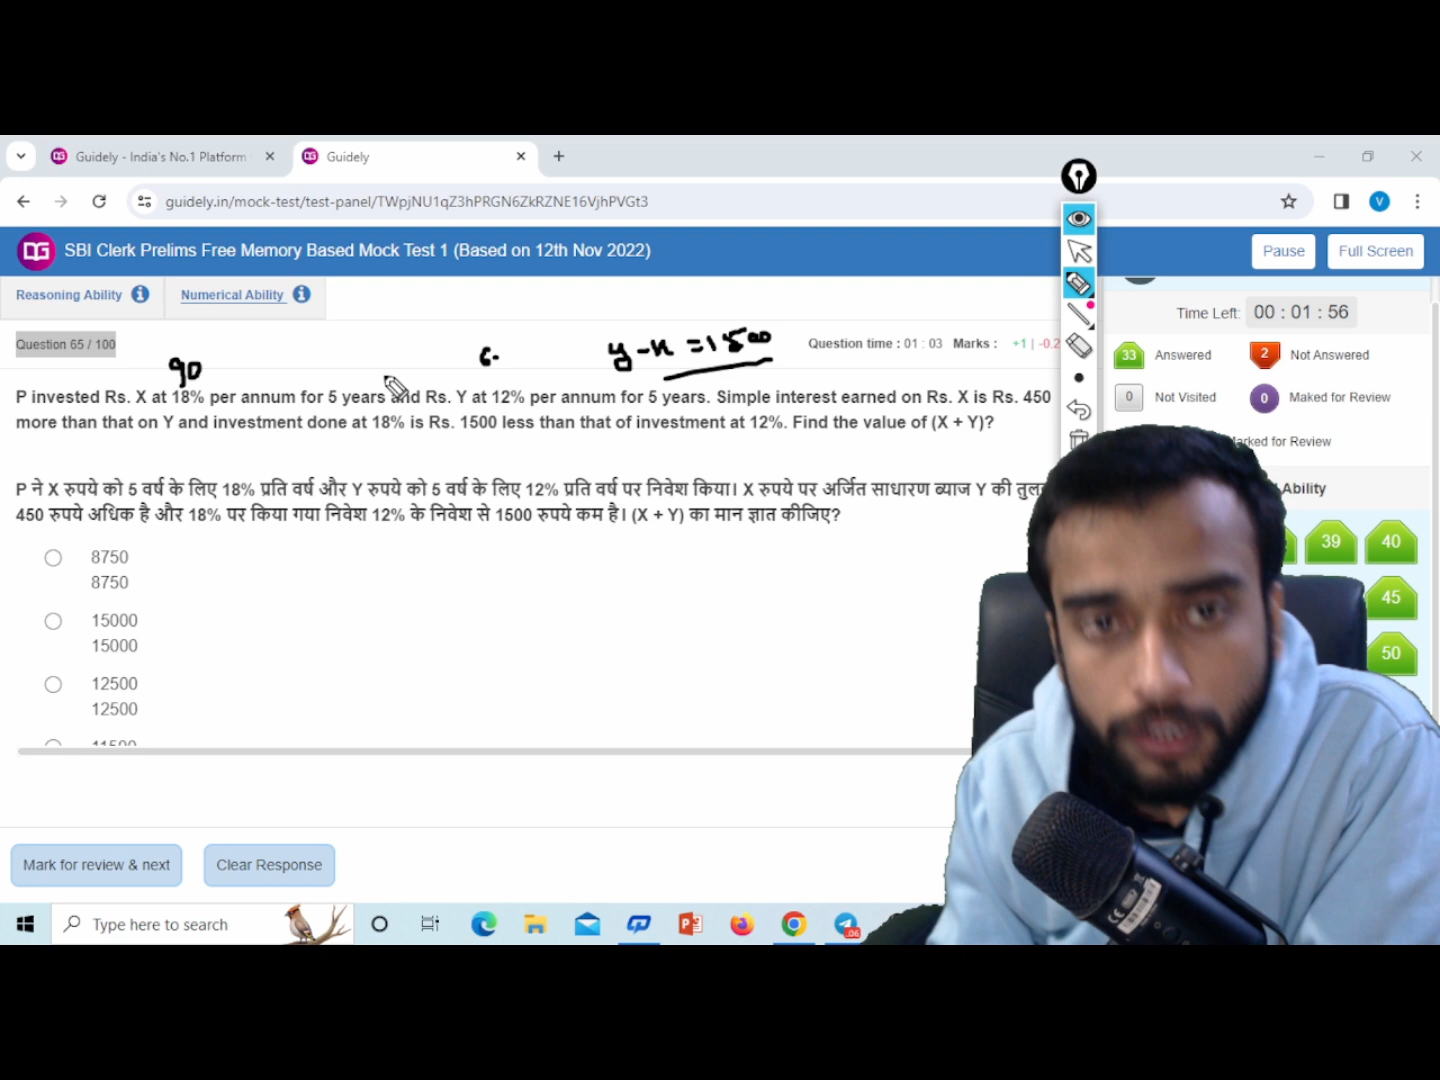 Guidely - India's No.1 Platform
Guidely
guidely.in/mock-test/test-panel/TWpjNU1qZ3hPRGN6ZkRZNE16VjhPVGt3
V
DG SBI Clerk Prelims Free Memory Based Mock Test 1 (Based on 12th Nov 2022)
Pause Full Screen
Reasoning Ability i Numerical Ability i
Time Left: 00 : 01 : 56
Question 65 / 100
y-x = 1500
Question time : 01 : 03 Marks : +1 | -0.2
33 Answered 2 Not Answered
90
P invested Rs. X at 18% per annum for 5 years and Rs. Y at 12% per annum for 5 years. Simple interest earned on Rs. X is Rs. 450
more than that on Y and investment done at 18% is Rs. 1500 less than that of investment at 12%. Find the value of (X + Y)?
0 Not Visited 0 Maked for Review
arked for Review
Ability
P ने X रुपये को 5 वर्ष के लिए 18% प्रति वर्ष और Y रुपये को 5 वर्ष के लिए 12% प्रति वर्ष पर निवेश किया। X रुपये पर अर्जित साधारण ब्याज Y की
450 रुपये अधिक है और 18% पर किया गया निवेश 12% के निवेश से 1500 रुपये कम है। (X + Y) का मान ज्ञात कीजिए?
39 40
45
50
8750
8750
15000
15000
12500
12500
11500
Mark for review & next Clear Response
Type here to search
.06